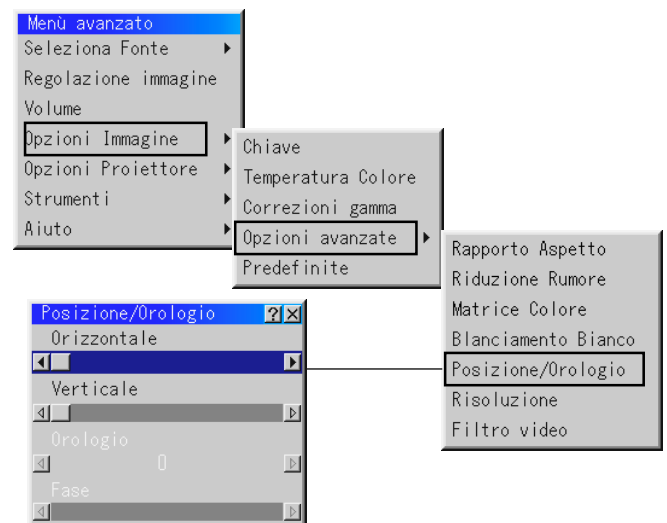 Menù avanzato
Seleziona Fonte
Regolazione immagine
Volume
Opzioni Immagine
Opzioni Proiettore
Strumenti
Aiuto
Chiave
Temperatura Colore
Correzioni gamma
Opzioni avanzate
Predefinite
Rapporto Aspetto
Riduzione Rumore
Matrice Colore
Blanciamento Bianco
Posizione/Orologio
Risoluzione
Filtro video
Posizione/Orologio
Orizzontale
Verticale
Orologio
0
Fase